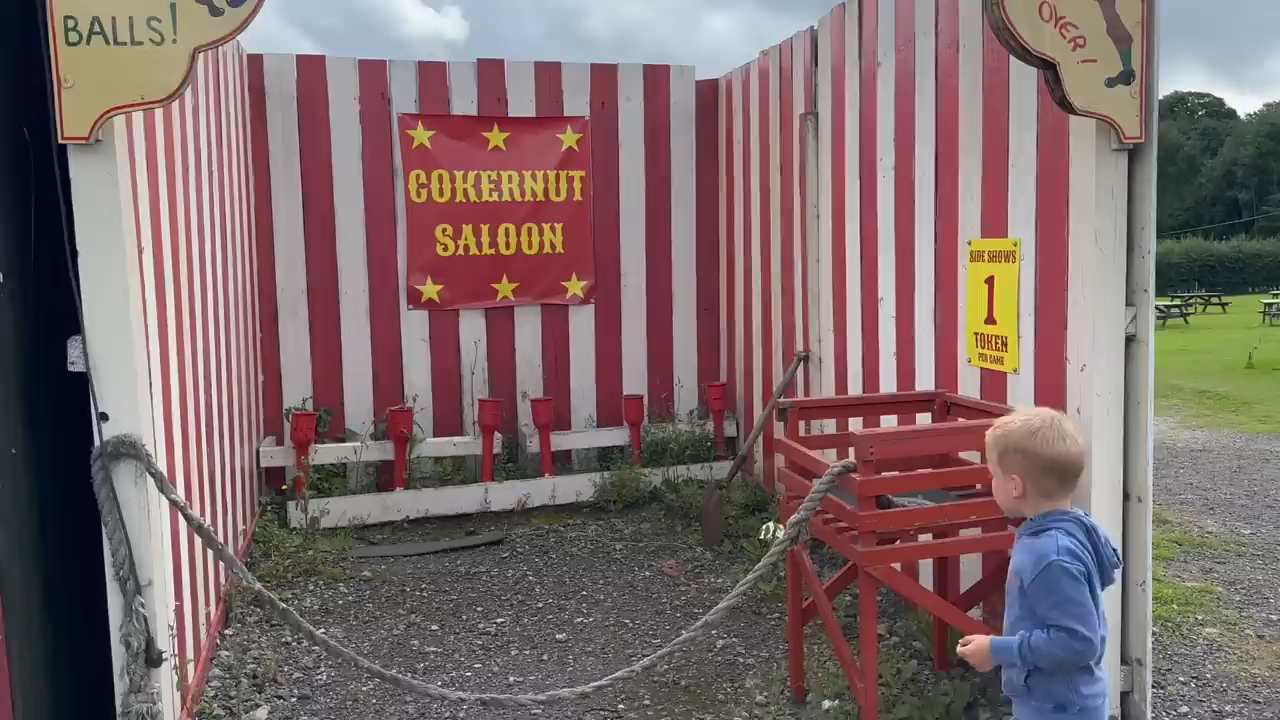 BALLS!
OVER!
COKERNUT
SALOON
SIDE SHOWS
1
TOKEN
PER GAME